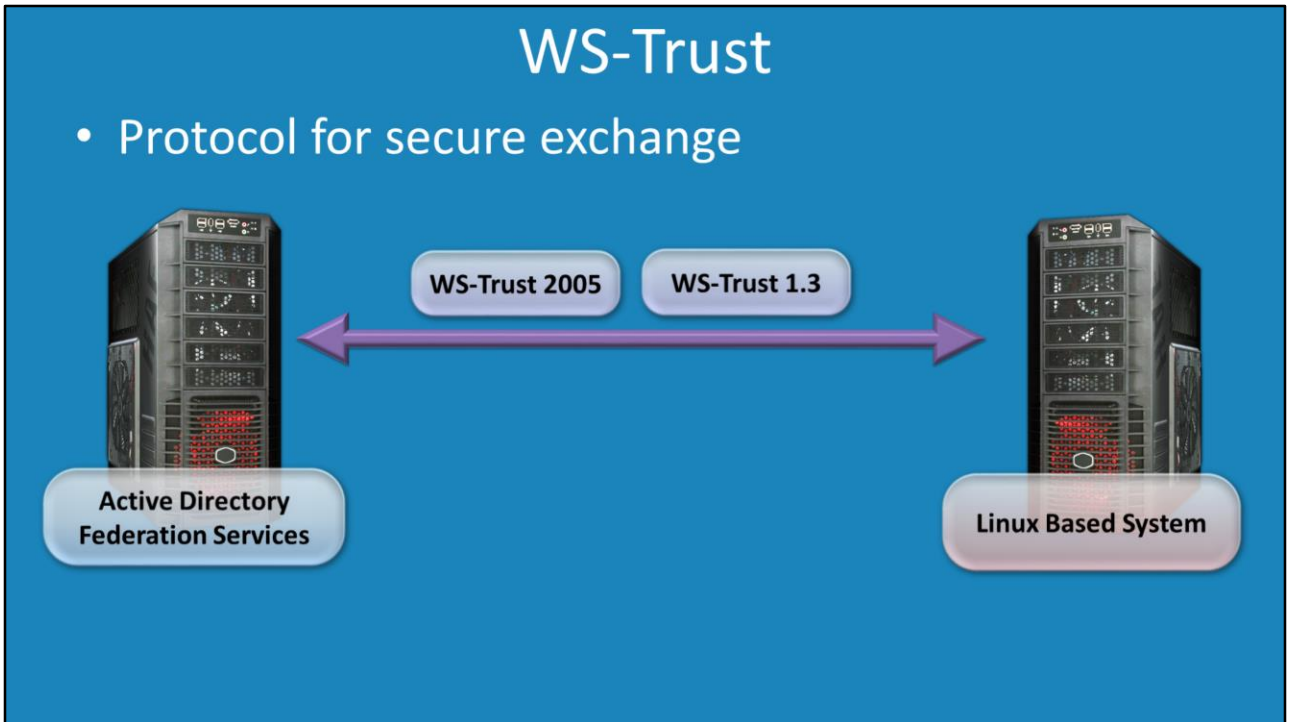 WS-Trust
• Protocol for secure exchange
WS-Trust 2005
WS-Trust 1.3
Active Directory
Federation Services
Linux Based System